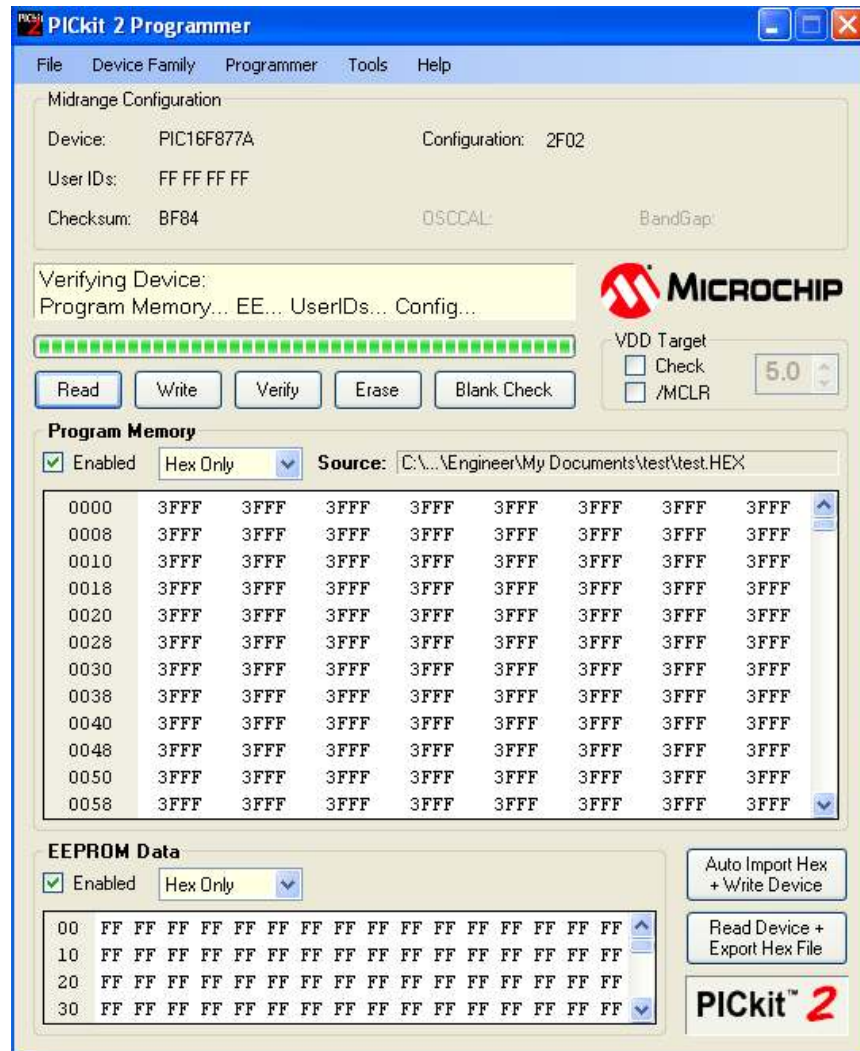 PICkit 2 Programmer
File Device Family Programmer Tools Help
Midrange Configuration
Device: PIC16F877A Configuration: 2F02
User IDs: FF FF FF FF
Checksum: BF84 OSCCAL: BandGap:
Verifying Device:
Program Memory... EE... UserIDs... Config...
MICROCHIP
VDD Target
Check
/MCLR
5.0
Read Write Verify Erase Blank Check
Program Memory
Enabled Hex Only Source: C:\...\Engineer\My Documents\test\test.HEX
0000 3FFF 3FFF 3FFF 3FFF 3FFF 3FFF 3FFF 3FFF
0008 3FFF 3FFF 3FFF 3FFF 3FFF 3FFF 3FFF 3FFF
0010 3FFF 3FFF 3FFF 3FFF 3FFF 3FFF 3FFF 3FFF
0018 3FFF 3FFF 3FFF 3FFF 3FFF 3FFF 3FFF 3FFF
0020 3FFF 3FFF 3FFF 3FFF 3FFF 3FFF 3FFF 3FFF
0028 3FFF 3FFF 3FFF 3FFF 3FFF 3FFF 3FFF 3FFF
0030 3FFF 3FFF 3FFF 3FFF 3FFF 3FFF 3FFF 3FFF
0038 3FFF 3FFF 3FFF 3FFF 3FFF 3FFF 3FFF 3FFF
0040 3FFF 3FFF 3FFF 3FFF 3FFF 3FFF 3FFF 3FFF
0048 3FFF 3FFF 3FFF 3FFF 3FFF 3FFF 3FFF 3FFF
0050 3FFF 3FFF 3FFF 3FFF 3FFF 3FFF 3FFF 3FFF
0058 3FFF 3FFF 3FFF 3FFF 3FFF 3FFF 3FFF 3FFF
EEPROM Data
Enabled Hex Only
00 FF FF FF FF FF FF FF FF FF FF FF FF FF FF FF FF
10 FF FF FF FF FF FF FF FF FF FF FF FF FF FF FF FF
20 FF FF FF FF FF FF FF FF FF FF FF FF FF FF FF FF
30 FF FF FF FF FF FF FF FF FF FF FF FF FF FF FF FF
Auto Import Hex
+ Write Device
Read Device +
Export Hex File
PICkit™ 2